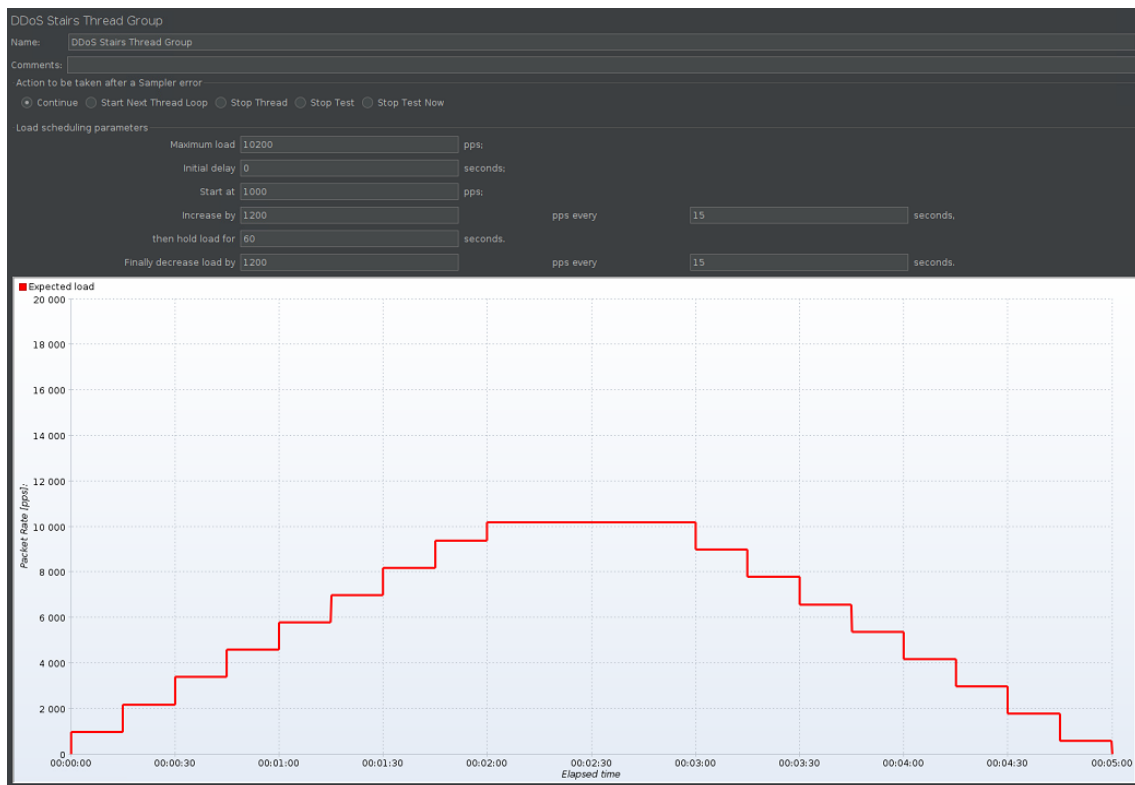 DDoS Stairs Thread Group
Name: DDoS Stairs Thread Group
Comments:
Action to be taken after a Sampler error
Continue Start Next Thread Loop Stop Thread Stop Test Stop Test Now
Load scheduling parameters
Maximum load 10200 pps;
Initial delay 0 seconds;
Start at 1000 pps;
Increase by 1200 pps every 15 seconds,
then hold load for 60 seconds.
Finally decrease load by 1200 pps every 15 seconds.
Expected load
20 000
18 000
16 000
14 000
12 000
10 000
8 000
6 000
4 000
2 000
0
Packet Rate [pps]:
00:00:00 00:00:30 00:01:00 00:01:30 00:02:00 00:02:30 00:03:00 00:03:30 00:04:00 00:04:30 00:05:00
Elapsed time